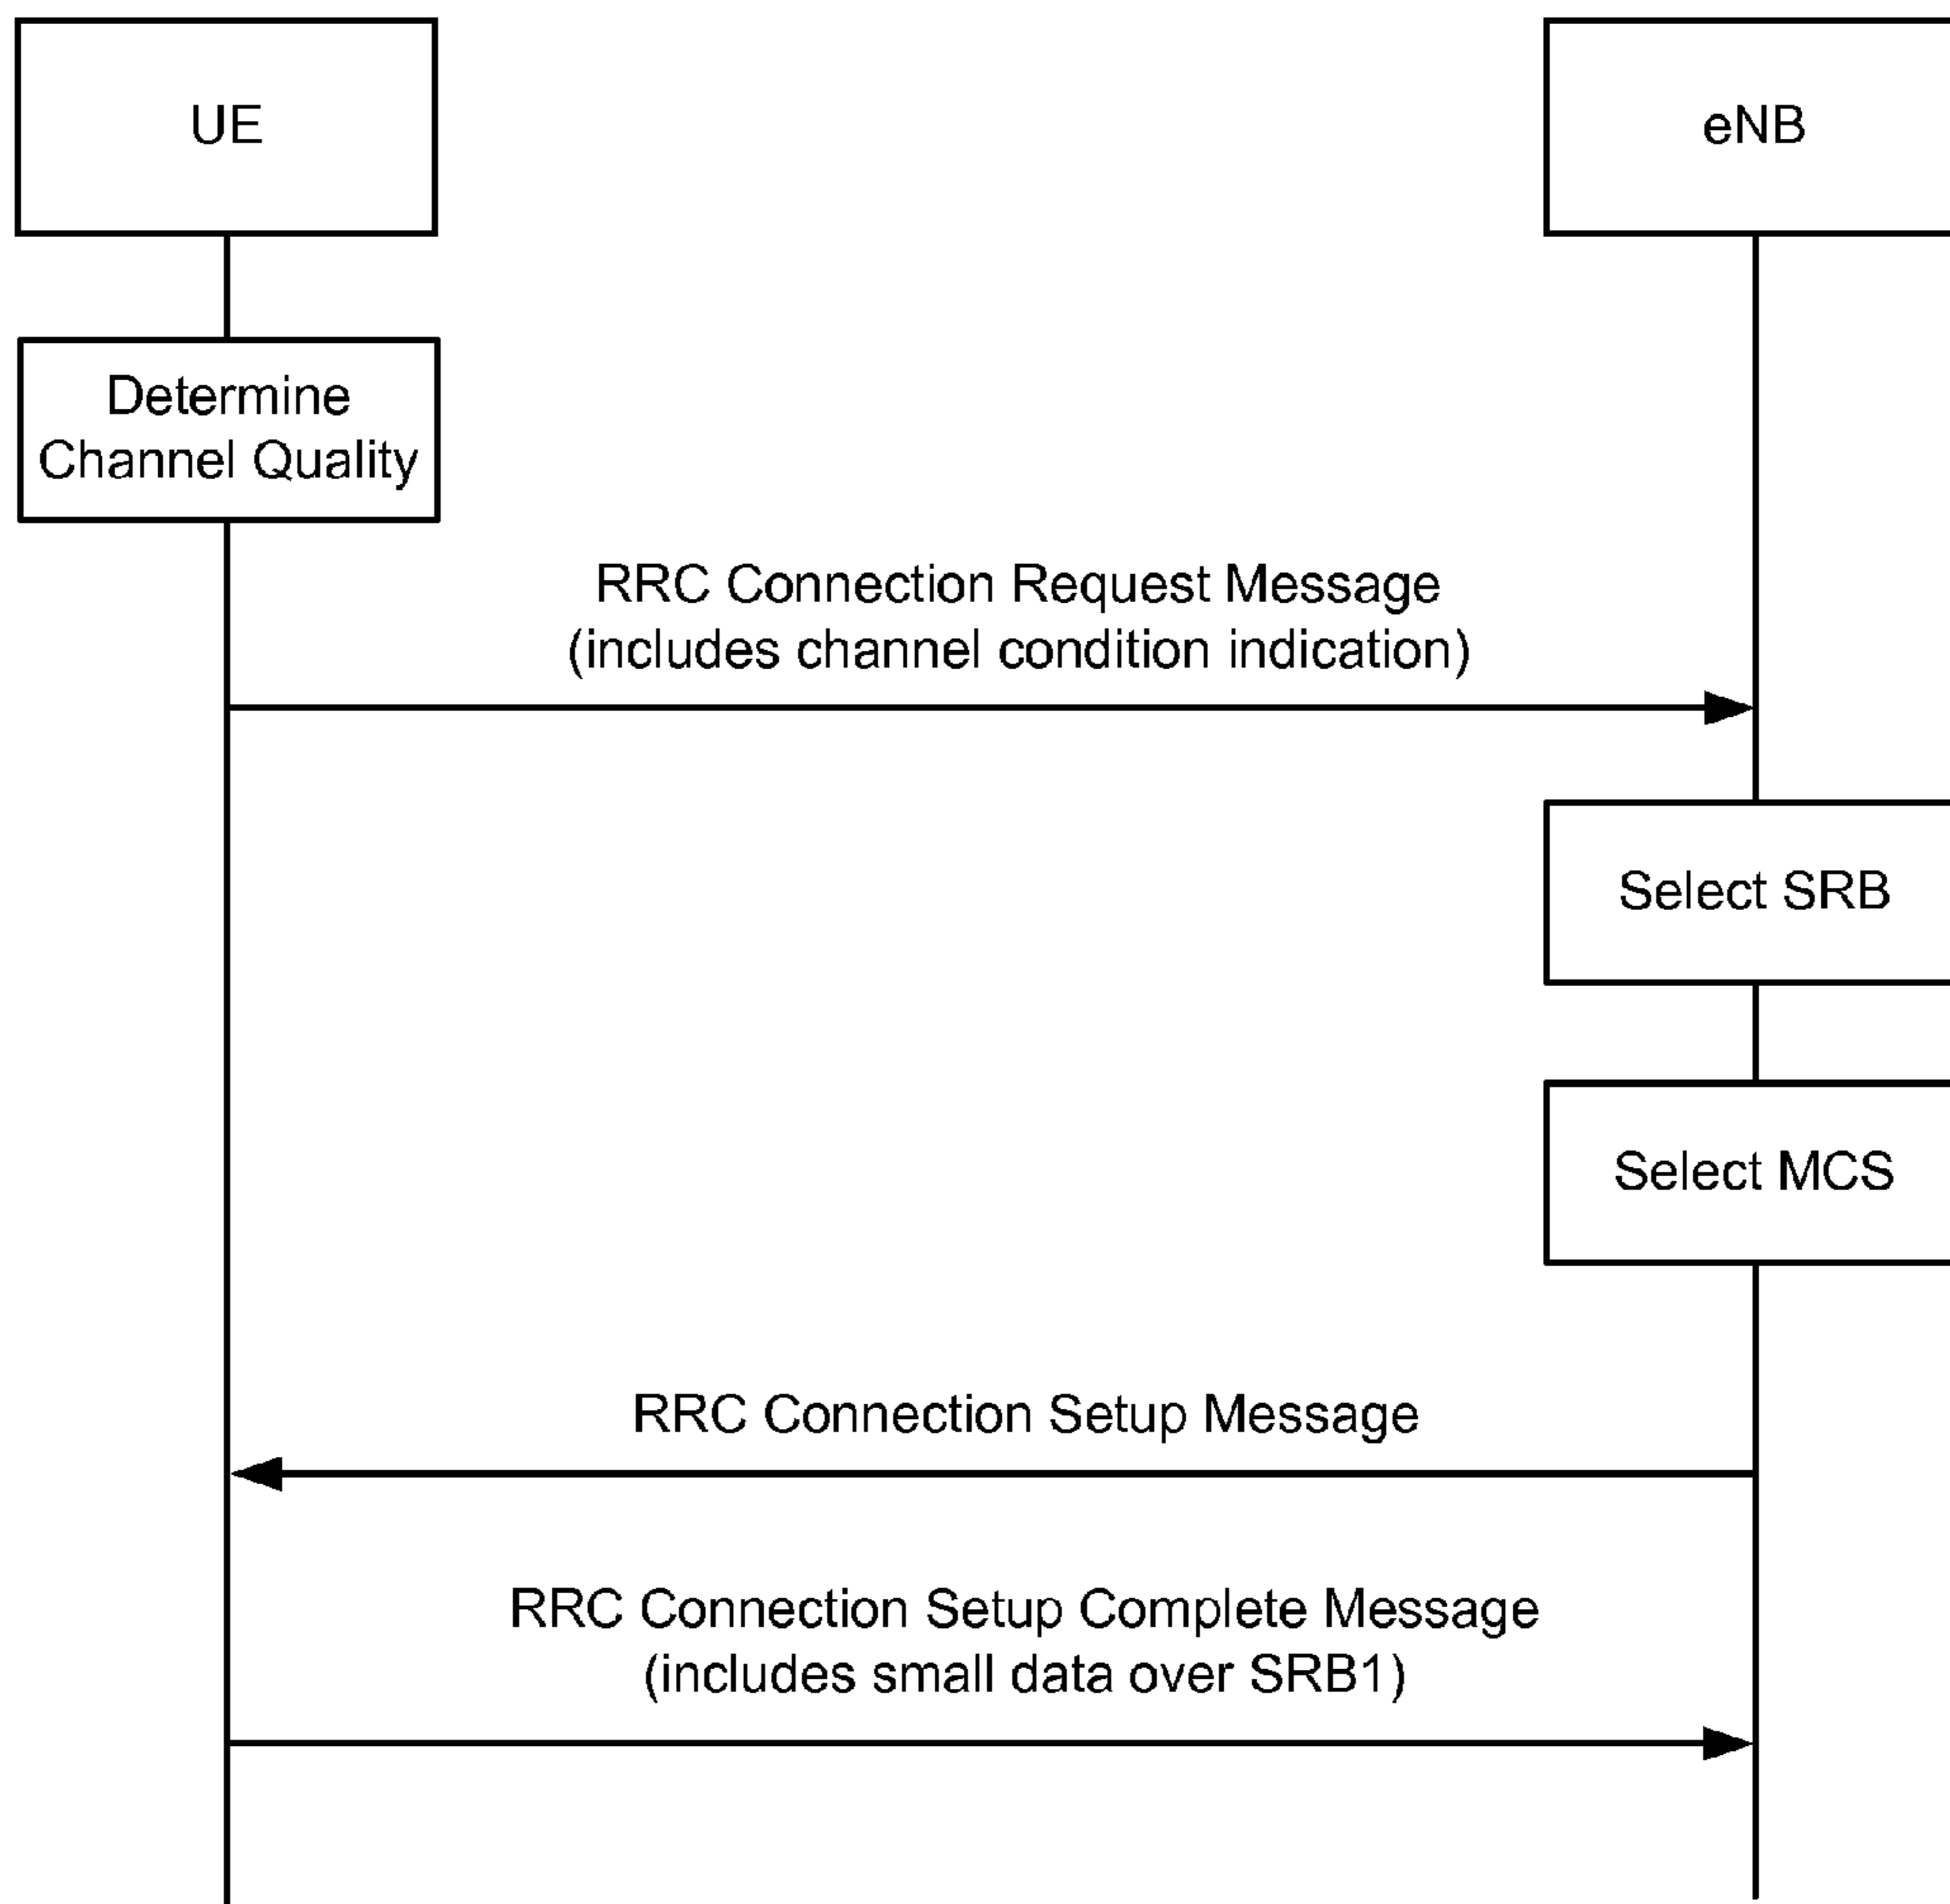 UE
eNB
Determine
Channel Quality
RRC Connection Request Message
(includes channel condition indication)
Select SRB
Select MCS
RRC Connection Setup Message
RRC Connection Setup Complete Message
(includes small data over SRB1)